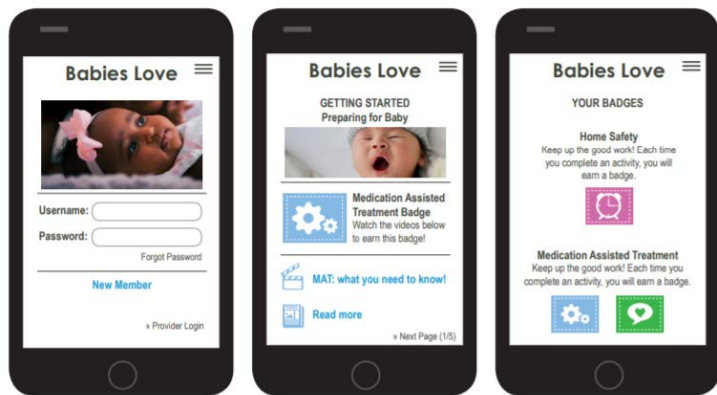 Babies Love
Username:
Password:
Forgot Password
New Member
» Provider Login
Babies Love
GETTING STARTED
Preparing for Baby
Medication Assisted
Treatment Badge
Watch the videos below
to earn this badge!
MAT: what you need to know!
Read more
» Next Page (1/5)
Babies Love
YOUR BADGES
Home Safety
Keep up the good work! Each time
you complete an activity, you will
earn a badge.
Medication Assisted Treatment
Keep up the good work! Each time you
complete an activity, you will earn a badge.